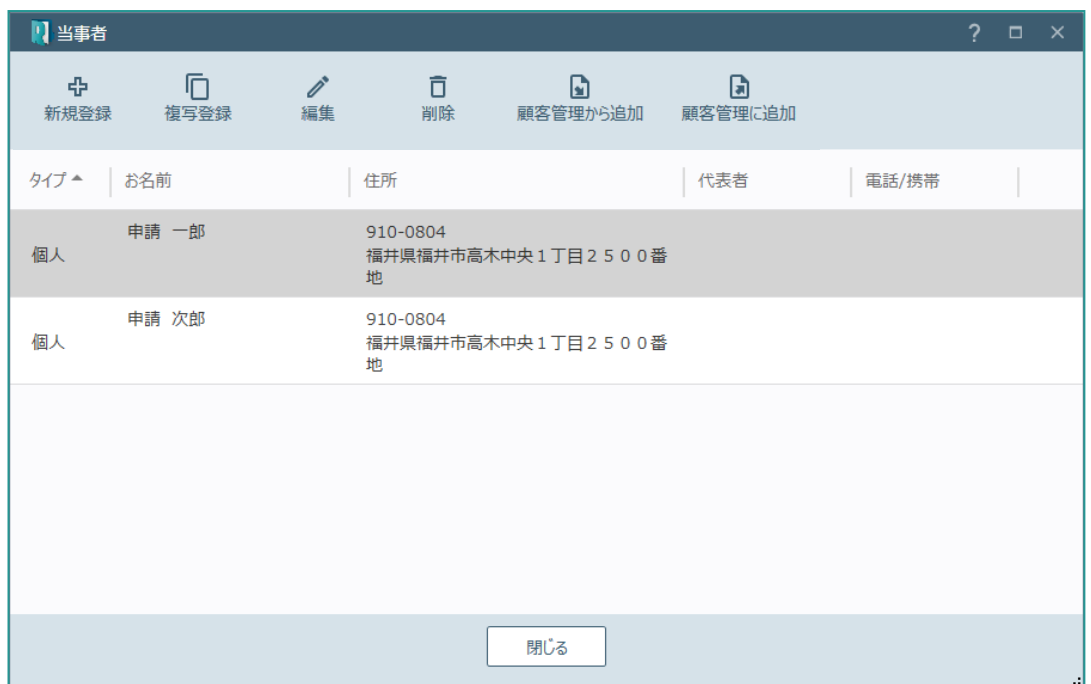 当事者
新規登録 複写登録 編集 削除 顧客管理から追加 顧客管理に追加
タイプ お名前 住所 代表者 電話/携帯
個人 申請 一郎 910-0804
福井県福井市高木中央１丁目２５００番
地
個人 申請 次郎 910-0804
福井県福井市高木中央１丁目２５００番
地
閉じる